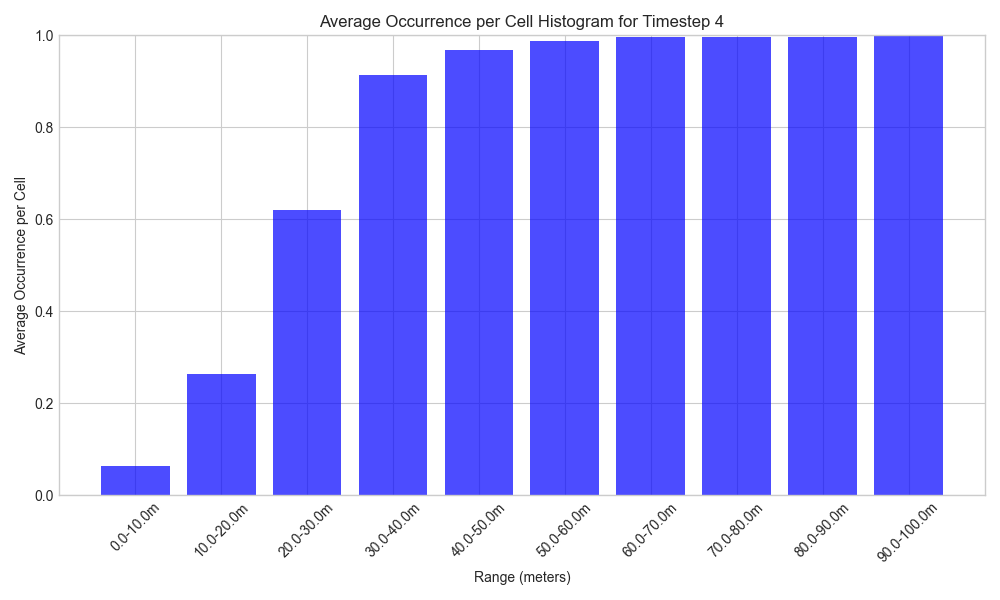 Average Occurrence per Cell Histogram for Timestep 4
1.0
0.8
0.6
0.4
0.2
0.0
Average Occurrence per Cell
0.0-10.0m
10.0-20.0m
20.0-30.0m
30.0-40.0m
40.0-50.0m
50.0-60.0m
60.0-70.0m
70.0-80.0m
80.0-90.0m
90.0-100.0m
Range (meters)